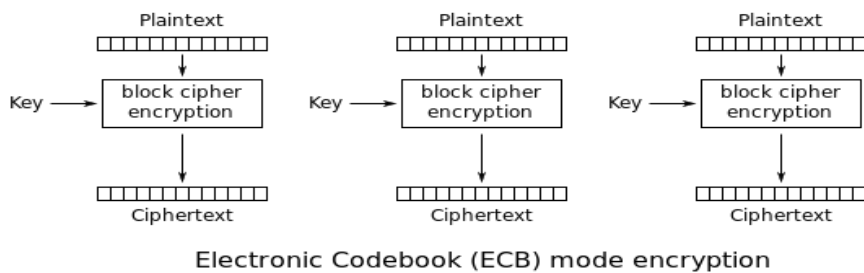 Plaintext Plaintext Plaintext
Key block cipher encryption Key block cipher encryption Key block cipher encryption
Ciphertext Ciphertext Ciphertext
Electronic Codebook (ECB) mode encryption